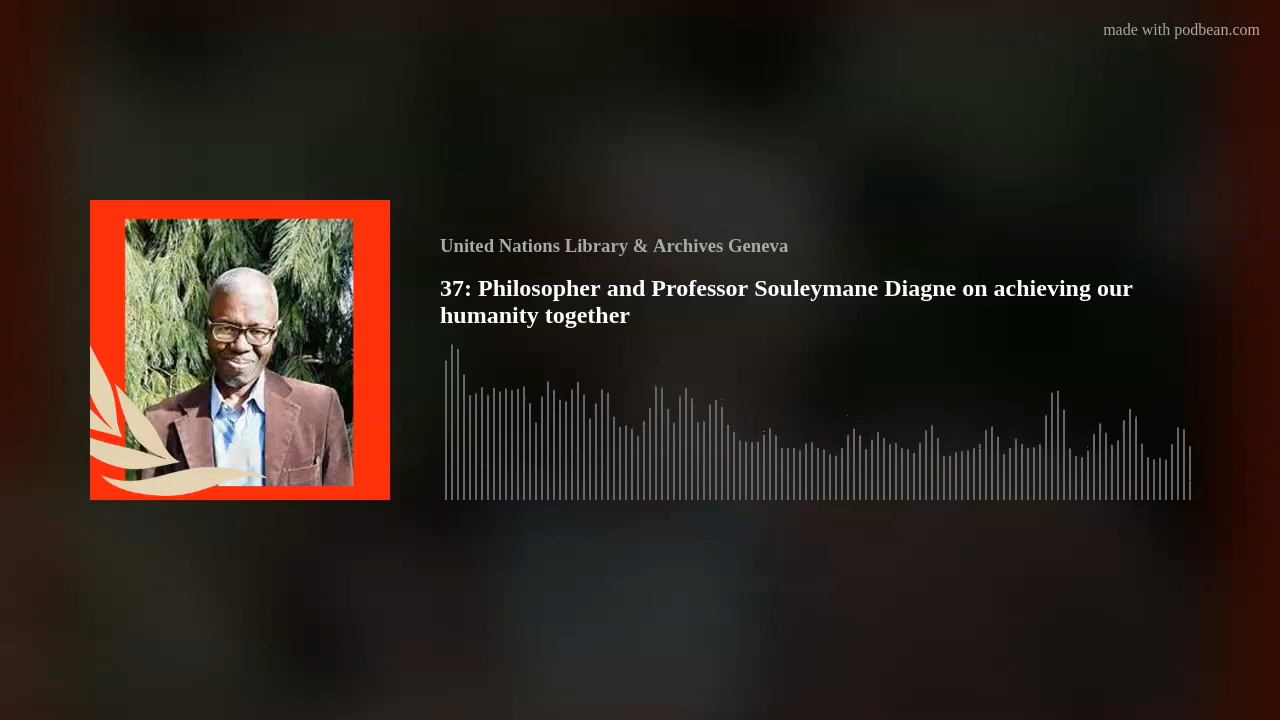 made with podbean.com
United Nations Library & Archives Geneva
37: Philosopher and Professor Souleymane Diagne on achieving our
humanity together